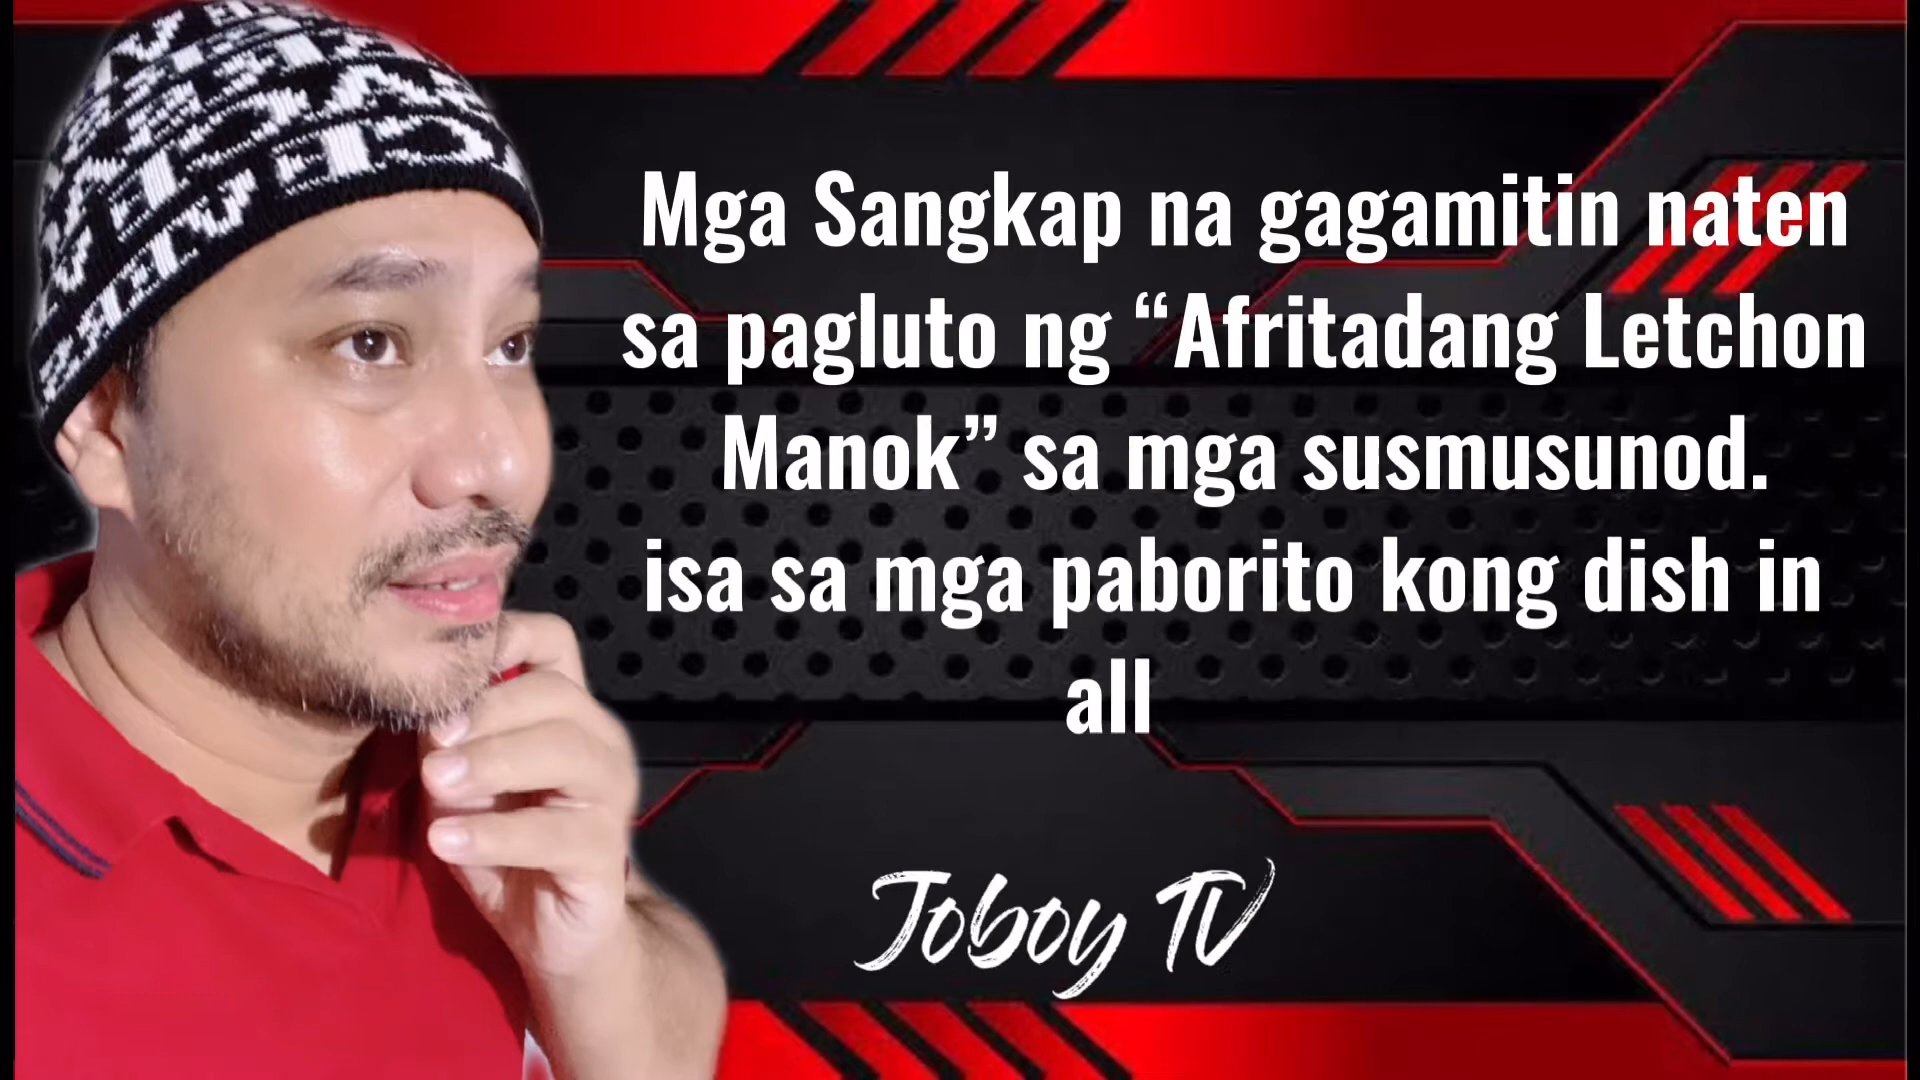 Mga Sangkap na gagamitin naten
sa pagluto ng “Afritadang Letchon
Manok” sa mga susmusunod.
isa sa mga paborito kong dish in
all
Joboy TV